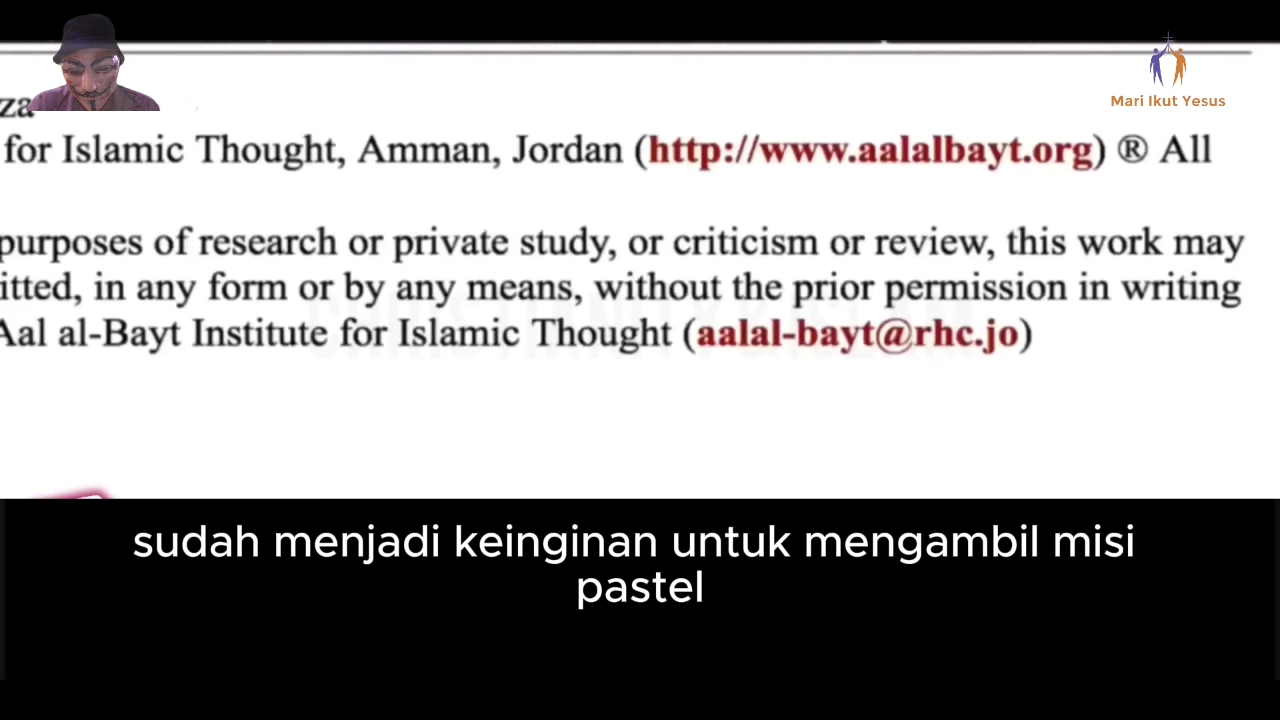 za
Mari Ikut Yesus
for Islamic Thought, Amman, Jordan (http://www.aalalbayt.org) ® All
purposes of research or private study, or criticism or review, this work may
itted, in any form or by any means, without the prior permission in writing
Aal al-Bayt Institute for Islamic Thought (aalal-bayt@rhc.jo)
sudah menjadi keinginan untuk mengambil misi
pastel